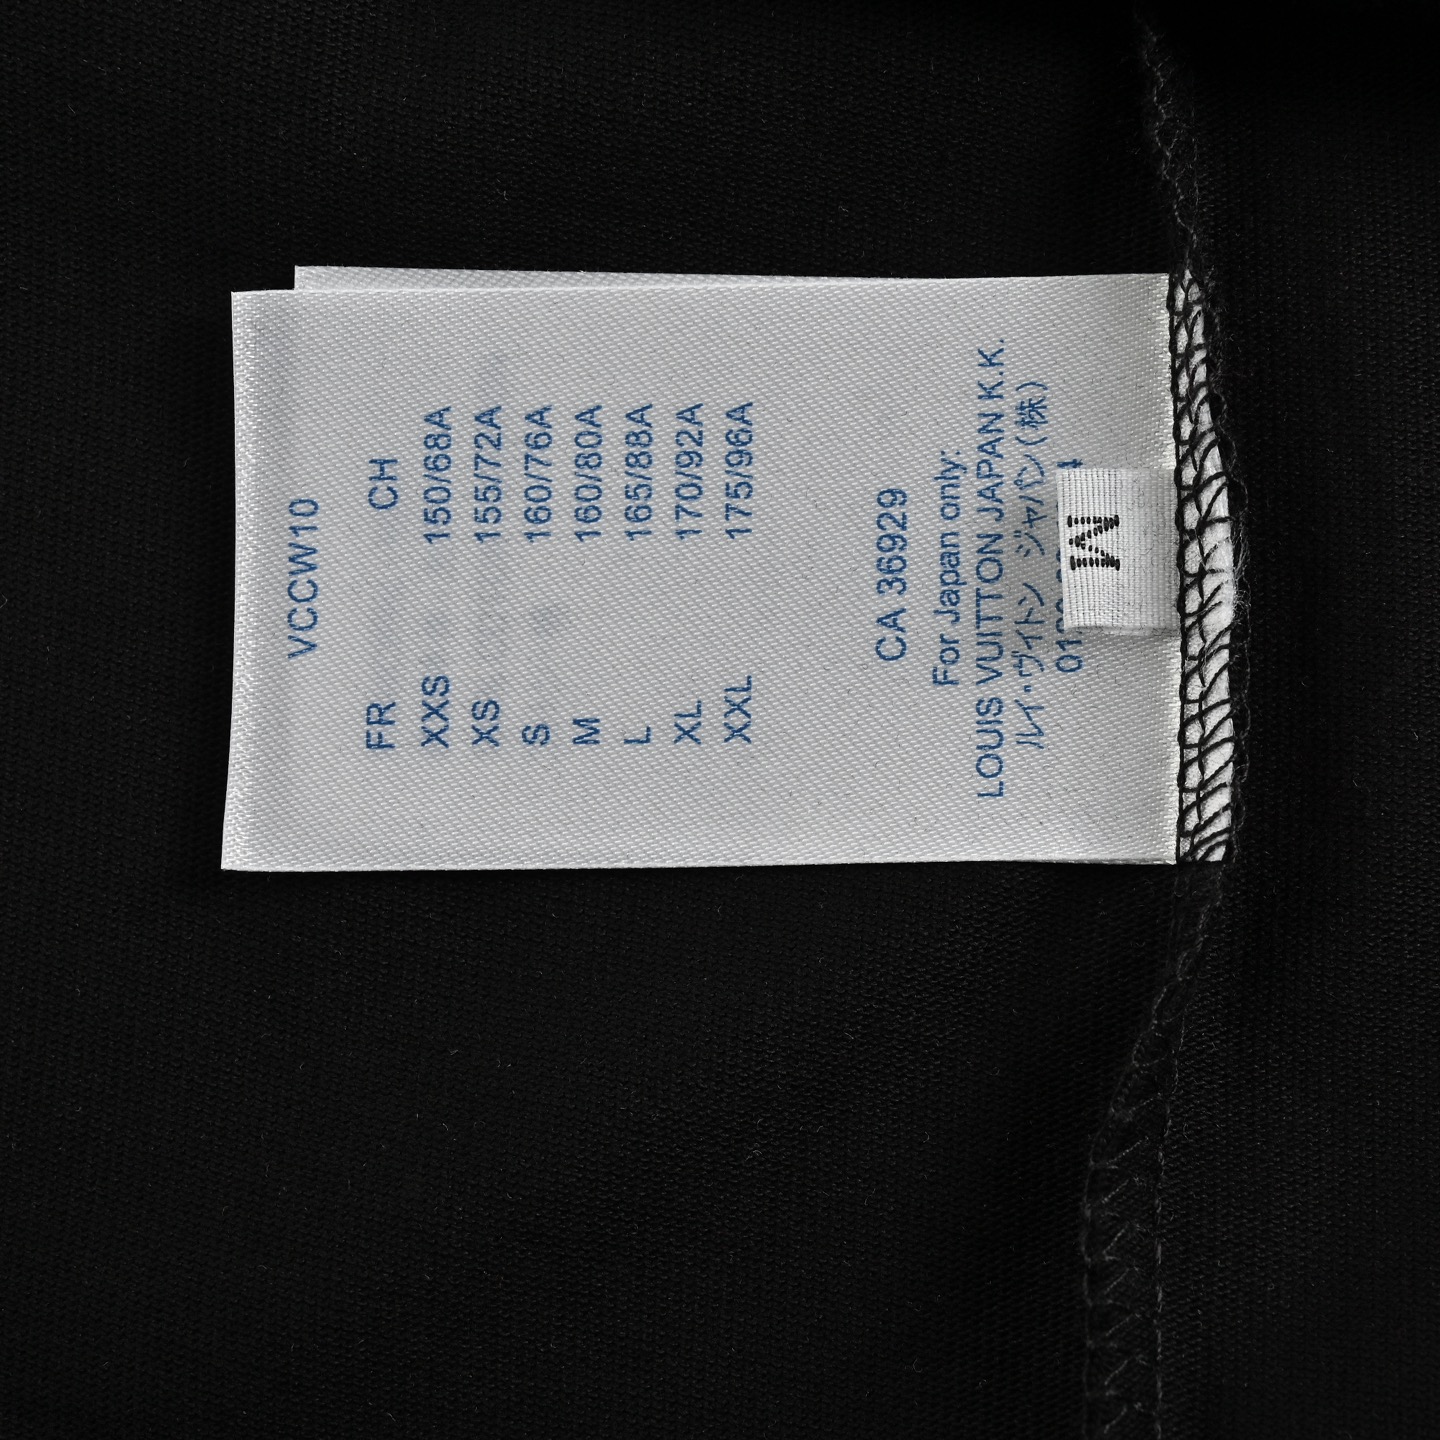 VCCW10
FR CH
XXS 150/68A
XS 155/72A
S 160/76A
M 160/80A
L 165/88A
XL 170/92A
XXL 175/96A
CA 36929
For Japan only:
LOUIS VUITTON JAPAN K.K.
ルイ・ヴィトン ジャパン(株)
M